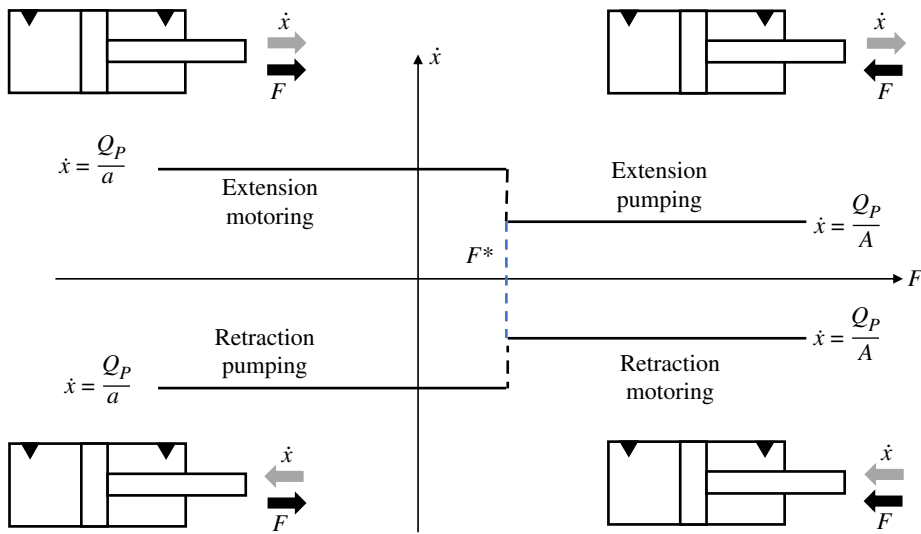 ẋ
F
ẋ
F
ẋ
ẋ = Q_P/a
Extension
motoring
Extension
pumping
ẋ = Q_P/A
F*
F
Retraction
pumping
ẋ = Q_P/A
ẋ = Q_P/a
Retraction
motoring
ẋ
F
ẋ
F